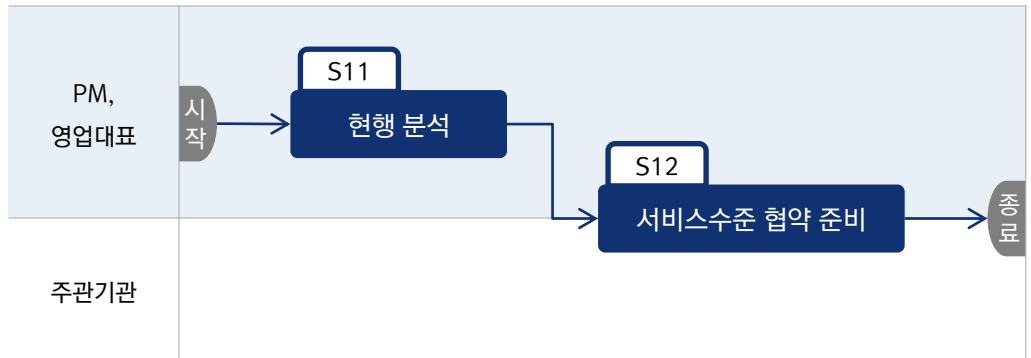 PM,
영업대표
시
작
S11
현행 분석
S12
서비스수준 협약 준비
종
료
주관기관